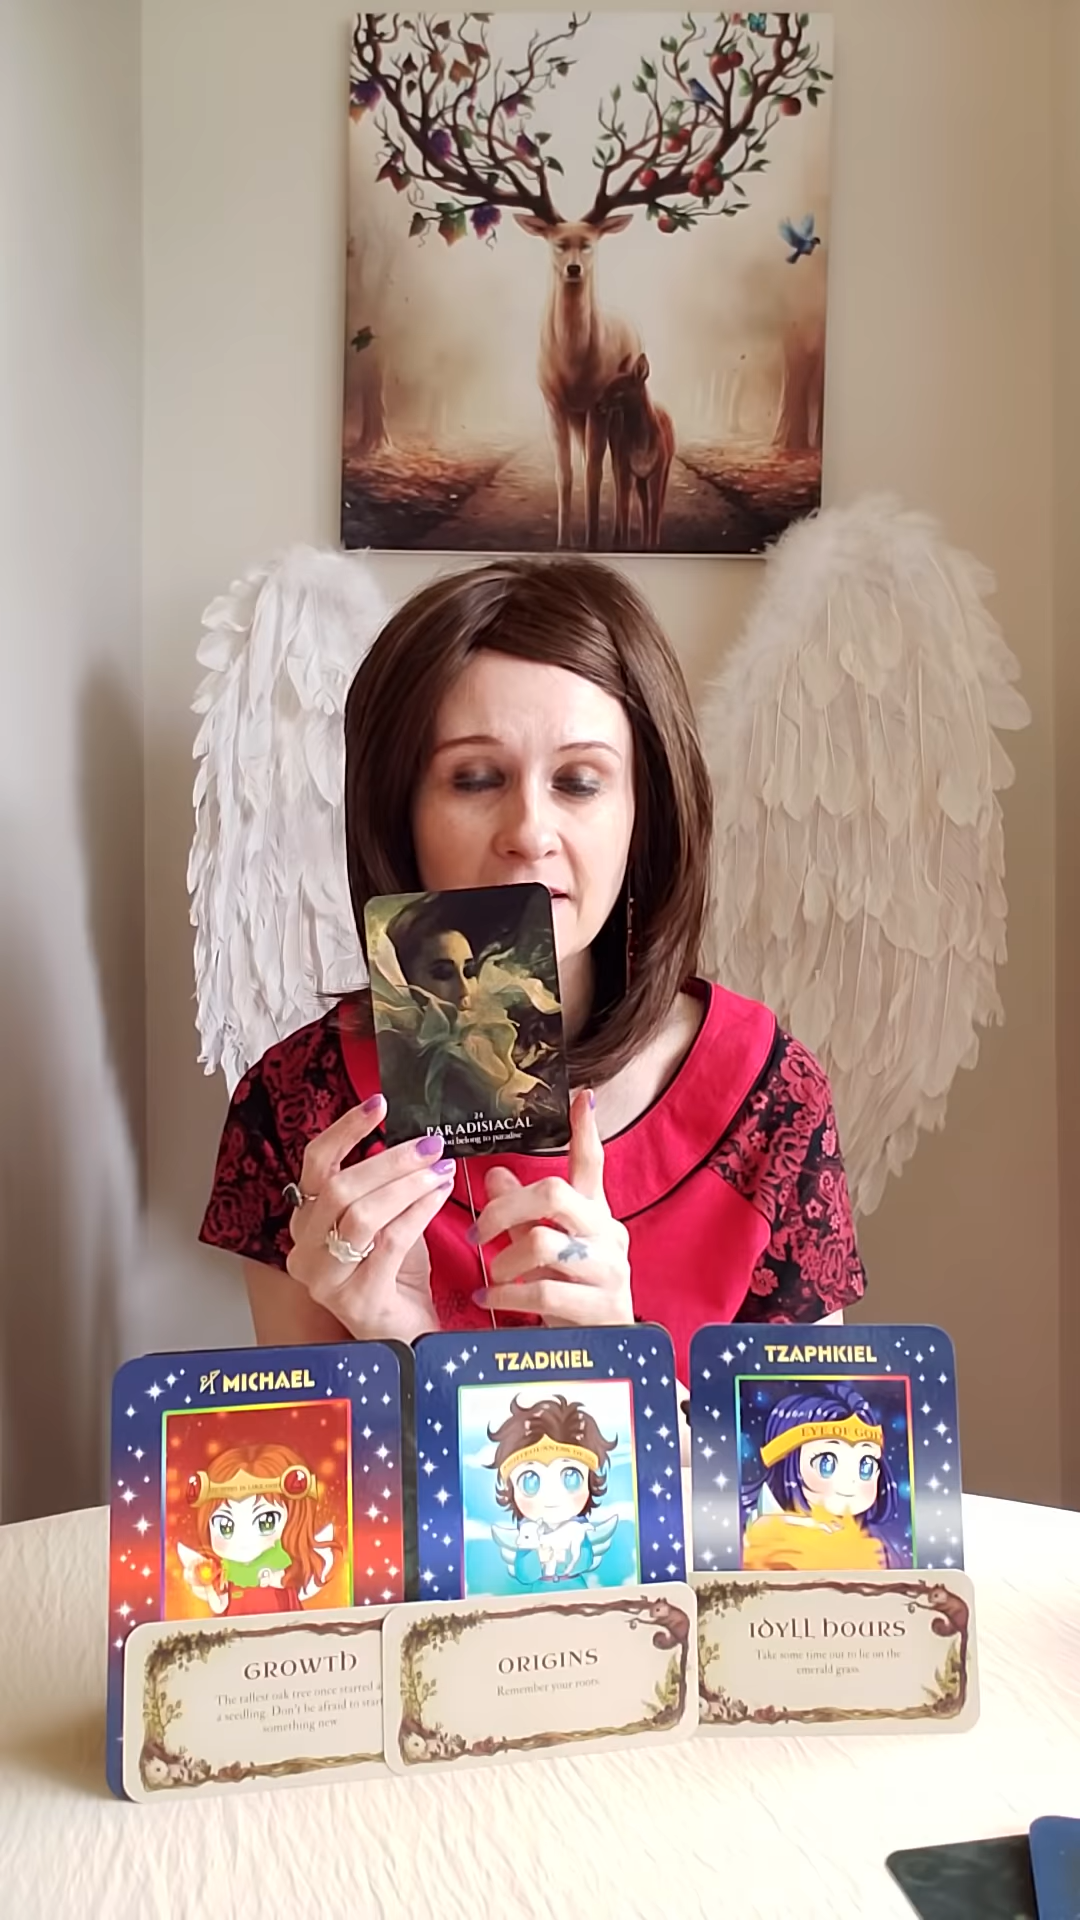 24
PARADISIACAL
you belong to paradise
MICHAEL
TZADKIEL
TZAPHKIEL
EYE OF GOD
GROWTH
The tallest oak tree once started a
seedling. Don't be afraid to start
something new
ORIGINS
Remember your roots
IDYLL HOURS
Take some time out to lie on the
emerald grass